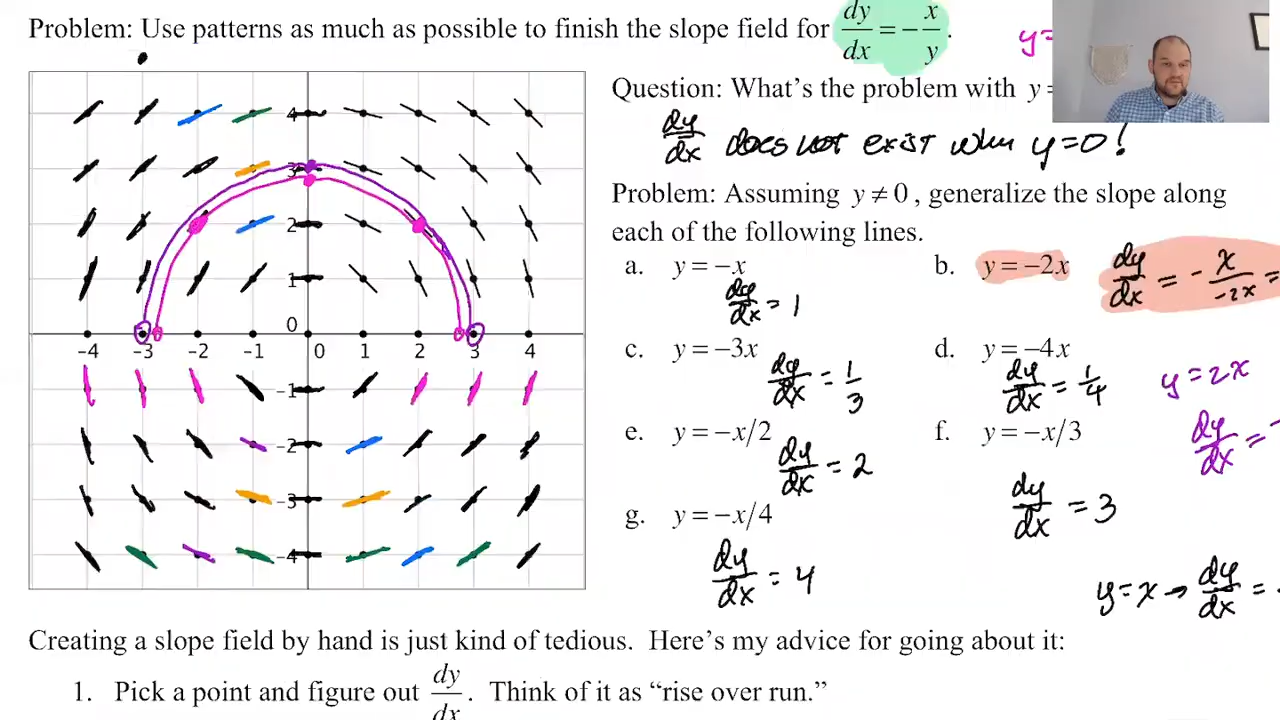 Problem: Use patterns as much as possible to finish the slope field for dy/dx = -x/y.
y=
Question: What's the problem with y=
dy/dx does not exist when y=0!
Problem: Assuming y ≠ 0, generalize the slope along
each of the following lines.
a. y = -x
dy/dx = 1
b. y = -2x
dy/dx = - x/-2x =
c. y = -3x
dy/dx = 1/3
d. y = -4x
dy/dx = 1/4
y=2x
dy/dx = -
e. y = -x/2
dy/dx = 2
f. y = -x/3
dy/dx = 3
g. y = -x/4
dy/dx = 4
y=x → dy/dx = -
4
3
2
1
0
-4 -3 -2 -1 0 1 2 3 4
-1
-2
-3
-4
Creating a slope field by hand is just kind of tedious. Here's my advice for going about it:
1. Pick a point and figure out dy/dx. Think of it as “rise over run.”